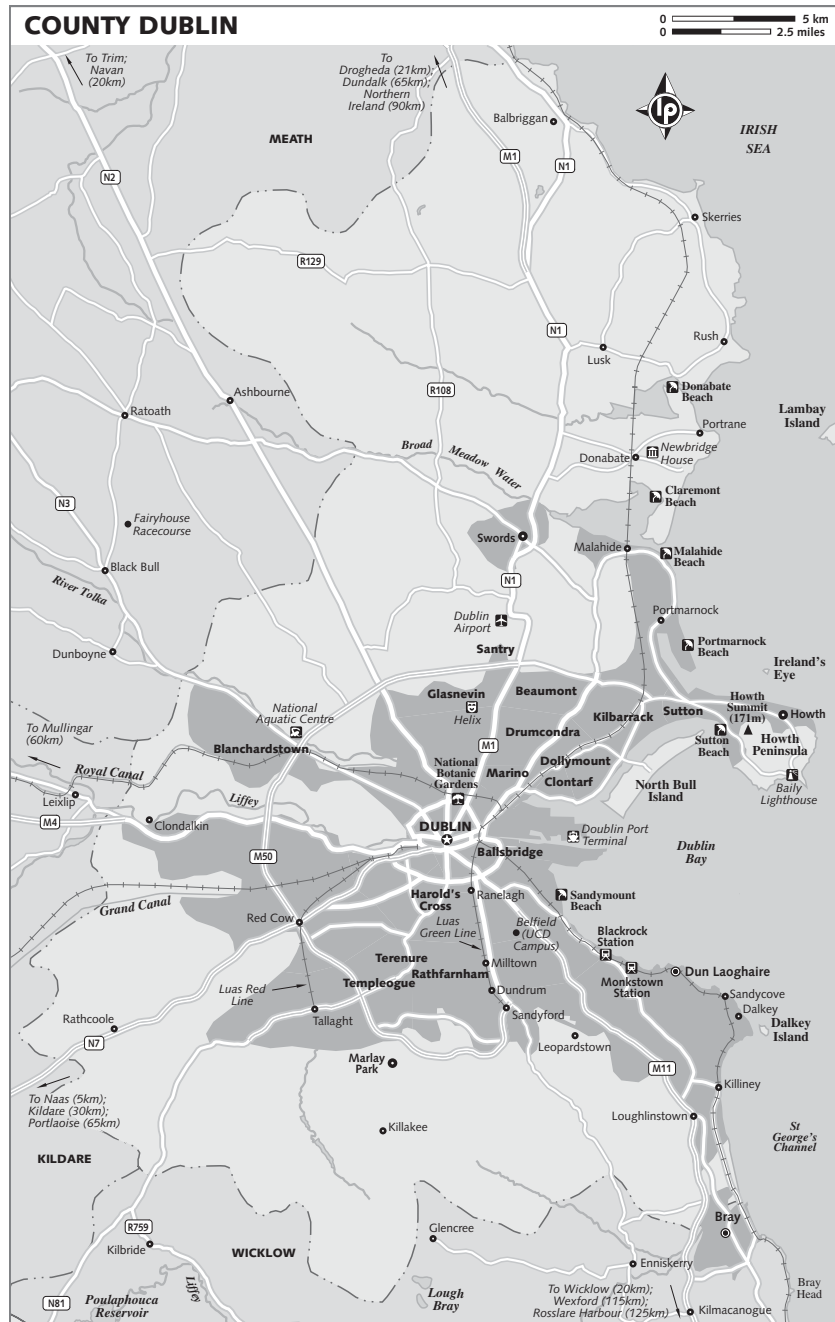 COUNTY DUBLIN
0 5 km
0 2.5 miles
To Trim;
Navan
(20km)
To
Drogheda (21km);
Dundalk (65km);
Northern
Ireland (90km)
Balbriggan
lp
IRISH
SEA
MEATH
M1
N1
N2
Skerries
R129
N1
Rush
Lusk
R108
Donabate
Beach
Ashbourne
Ratoath
Lambay
Island
Portrane
Broad Meadow Water
Newbridge
House
Donabate
Claremont
Beach
N3
Fairyhouse
Racecourse
Swords
Malahide
Malahide
Beach
Black Bull
N1
River Tolka
Dublin
Airport
Portmarnock
Santry
Portmarnock
Beach
Dunboyne
Ireland's
Eye
Glasnevin
Beaumont
Helix
National
Aquatic Centre
Kilbarrack
Sutton
Howth
Summit
(171m)
Howth
To Mullingar
(60km)
Drumcondra
Blanchardstown
M1
Sutton
Beach
Howth
Peninsula
Dollymount
National
Botanic
Gardens
Marino
Clontarf
Royal Canal
North Bull
Island
Baily
Lighthouse
Leixlip
Liffey
M4
Clondalkin
DUBLIN
Doublin Port
Terminal
Dublin
Bay
M50
Ballsbridge
Harold's
Cross
Ranelagh
Sandymount
Beach
Grand Canal
Red Cow
Luas
Green Line
Belfield
(UCD
Campus)
Blackrock
Station
Terenure
Milltown
Rathfarnham
Templeogue
Monkstown
Station
Dun Laoghaire
Luas Red
Line
Dundrum
Sandycove
Tallaght
Sandyford
Dalkey
Dalkey
Island
Rathcoole
N7
Leopardstown
Marlay
Park
M11
Killiney
To Naas (5km);
Kildare (30km);
Portlaoise (65km)
Loughlinstown
Killakee
St
George's
Channel
KILDARE
R759
Bray
Glencree
Kilbride
WICKLOW
Enniskerry
Liffey
Lough
Bray
To Wicklow (20km);
Wexford (115km);
Rosslare Harbour (125km)
Bray
Head
N81
Poulaphouca
Reservoir
Kilmacanogue